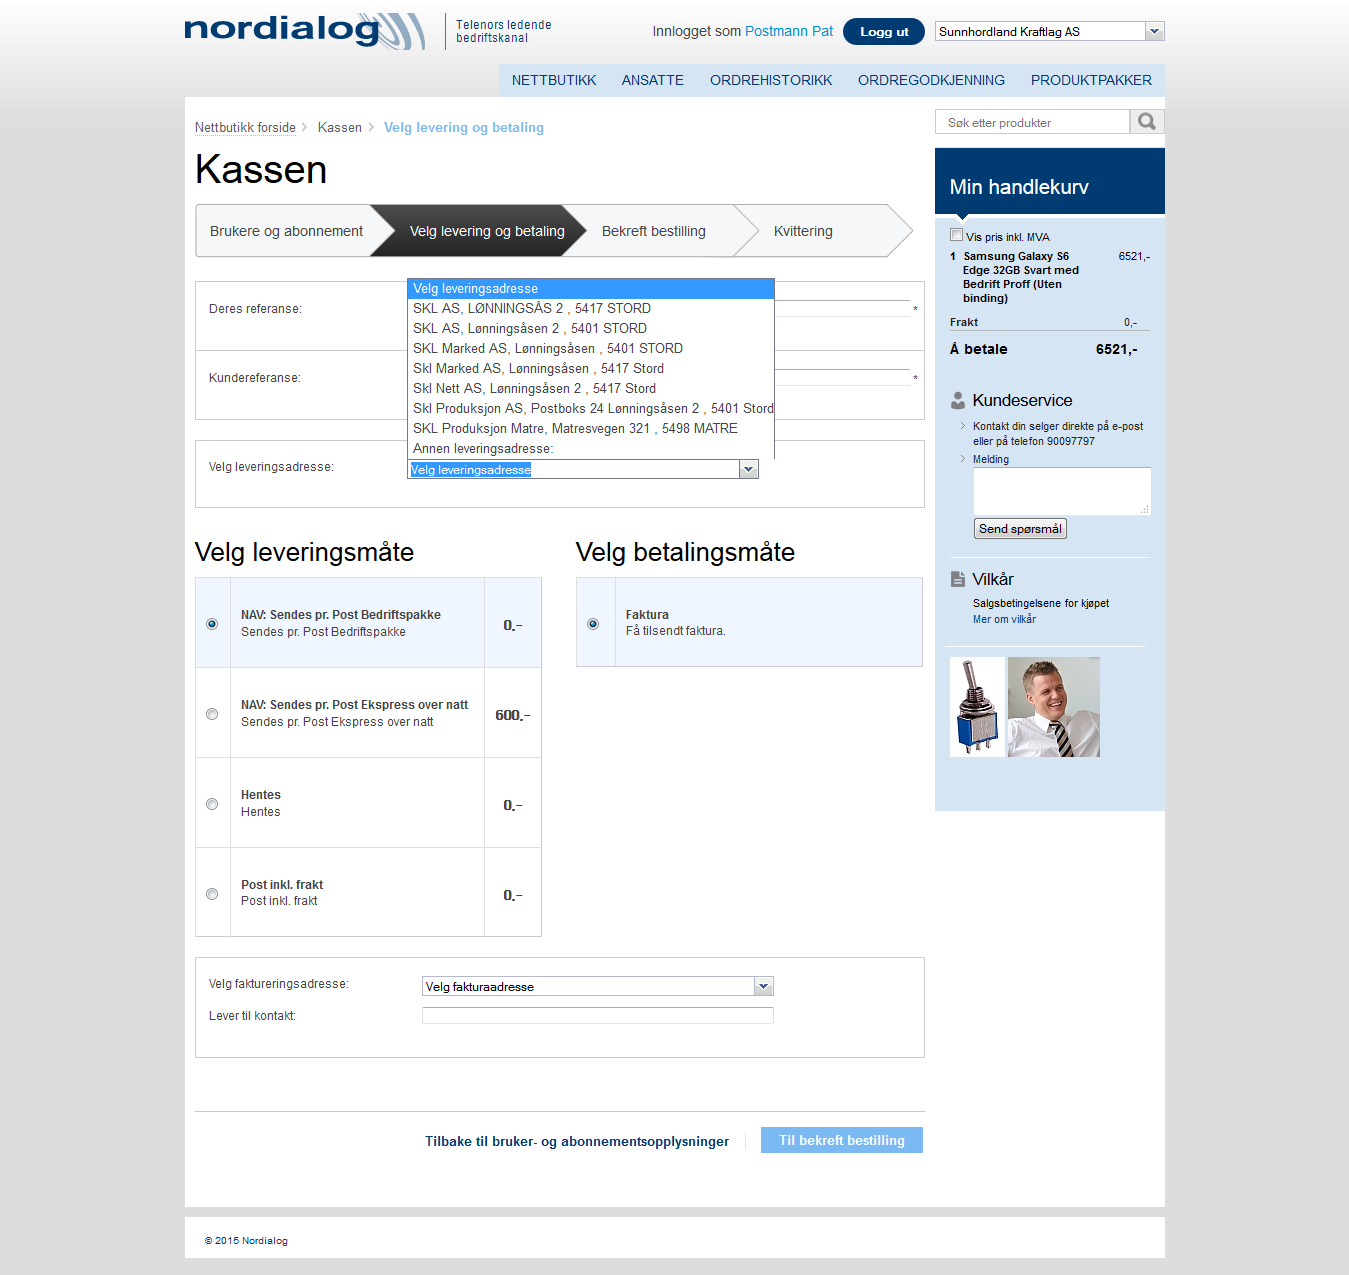 nordialog
Telenors ledende
bedriftskanal
Innlogget som Postmann Pat
Logg ut
Sunnhordland Kraftlag AS
NETTBUTIKK ANSATTE ORDREHISTORIKK ORDREGODKJENNING PRODUKTPAKKER
Nettbutikk forside Kassen Velg levering og betaling
Kassen
Brukere og abonnement Velg levering og betaling Bekreft bestilling Kvittering
Deres referanse: *
Kundereferanse: *
Velg leveringsadresse
SKL AS, LØNNINGSÅS 2 , 5417 STORD
SKL AS, Lønningsåsen 2 , 5401 STORD
SKL Marked AS, Lønningsåsen , 5401 STORD
Skl Marked AS, Lønningsåsen , 5417 Stord
Skl Nett AS, Lønningsåsen 2 , 5417 Stord
Skl Produksjon AS, Postboks 24 Lønningsåsen 2 , 5401 Stord
SKL Produksjon Matre, Matresvegen 321 , 5498 MATRE
Annen leveringsadresse:
Velg leveringsadresse: Velg leveringsadresse
Velg leveringsmåte
NAV: Sendes pr. Post Bedriftspakke
Sendes pr. Post Bedriftspakke
0,-
NAV: Sendes pr. Post Ekspress over natt
Sendes pr. Post Ekspress over natt
600,-
Hentes
Hentes
0,-
Post inkl. frakt
Post inkl. frakt
0,-
Velg betalingsmåte
Faktura
Få tilsendt faktura.
Velg faktureringsadresse: Velg fakturaadresse
Lever til kontakt:
Tilbake til bruker- og abonnementsopplysninger
Til bekreft bestilling
Søk etter produkter
Min handlekurv
Vis pris inkl. MVA
1 Samsung Galaxy S6 6521,-
Edge 32GB Svart med
Bedrift Proff (Uten
binding)
Frakt 0,-
Å betale 6521,-
Kundeservice
Kontakt din selger direkte på e-post
eller på telefon 90097797
Melding
Send spørsmål
Vilkår
Salgsbetingelsene for kjøpet
Mer om vilkår
© 2015 Nordialog